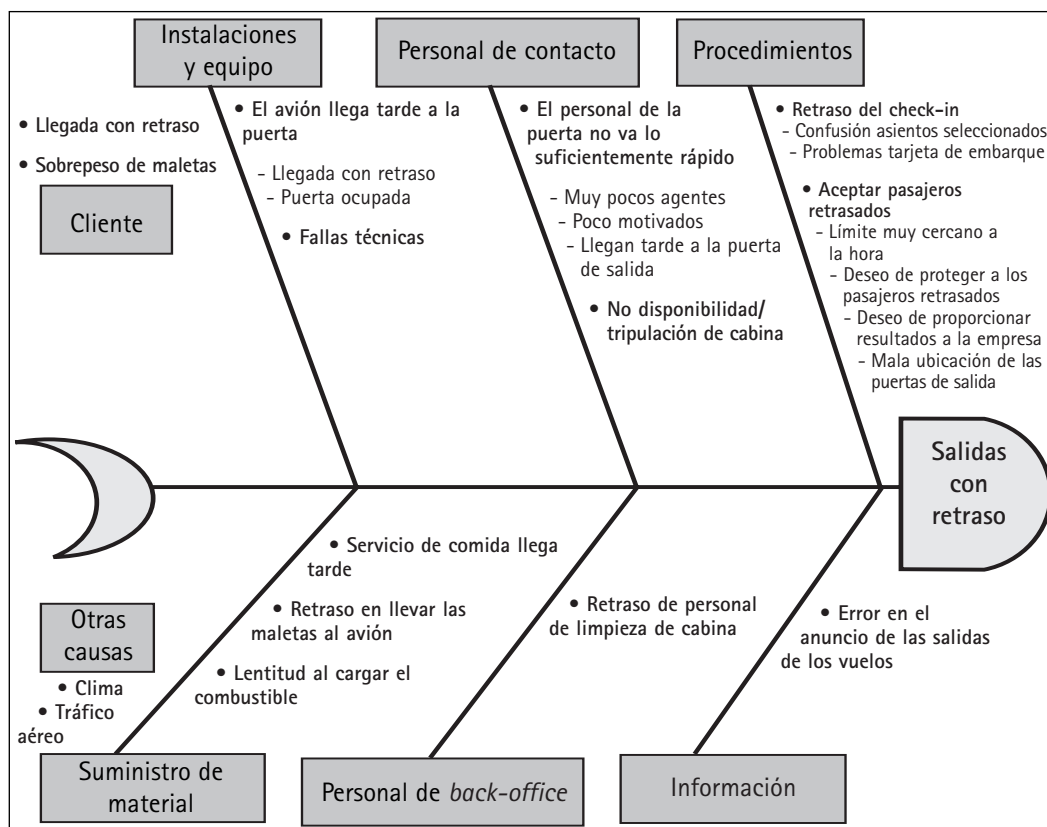 Instalaciones
y equipo
Personal de contacto
Procedimientos
• Llegada con retraso
• Sobrepeso de maletas
Cliente
• El avión llega tarde a la
puerta
- Llegada con retraso
- Puerta ocupada
• Fallas técnicas
• El personal de la
puerta no va lo
suficientemente rápido
- Muy pocos agentes
- Poco motivados
- Llegan tarde a la puerta
de salida
• No disponibilidad/
tripulación de cabina
• Retraso del check-in
- Confusión asientos seleccionados
- Problemas tarjeta de embarque
• Aceptar pasajeros
retrasados
- Límite muy cercano a
la hora
- Deseo de proteger a los
pasajeros retrasados
- Deseo de proporcionar
resultados a la empresa
- Mala ubicación de las
puertas de salida
Salidas
con
retraso
• Servicio de comida llega
tarde
• Retraso en llevar las
maletas al avión
• Lentitud al cargar el
combustible
• Retraso de personal
de limpieza de cabina
• Error en el
anuncio de las salidas
de los vuelos
Otras
causas
• Clima
• Tráfico
aéreo
Suministro de
material
Personal de back-office
Información